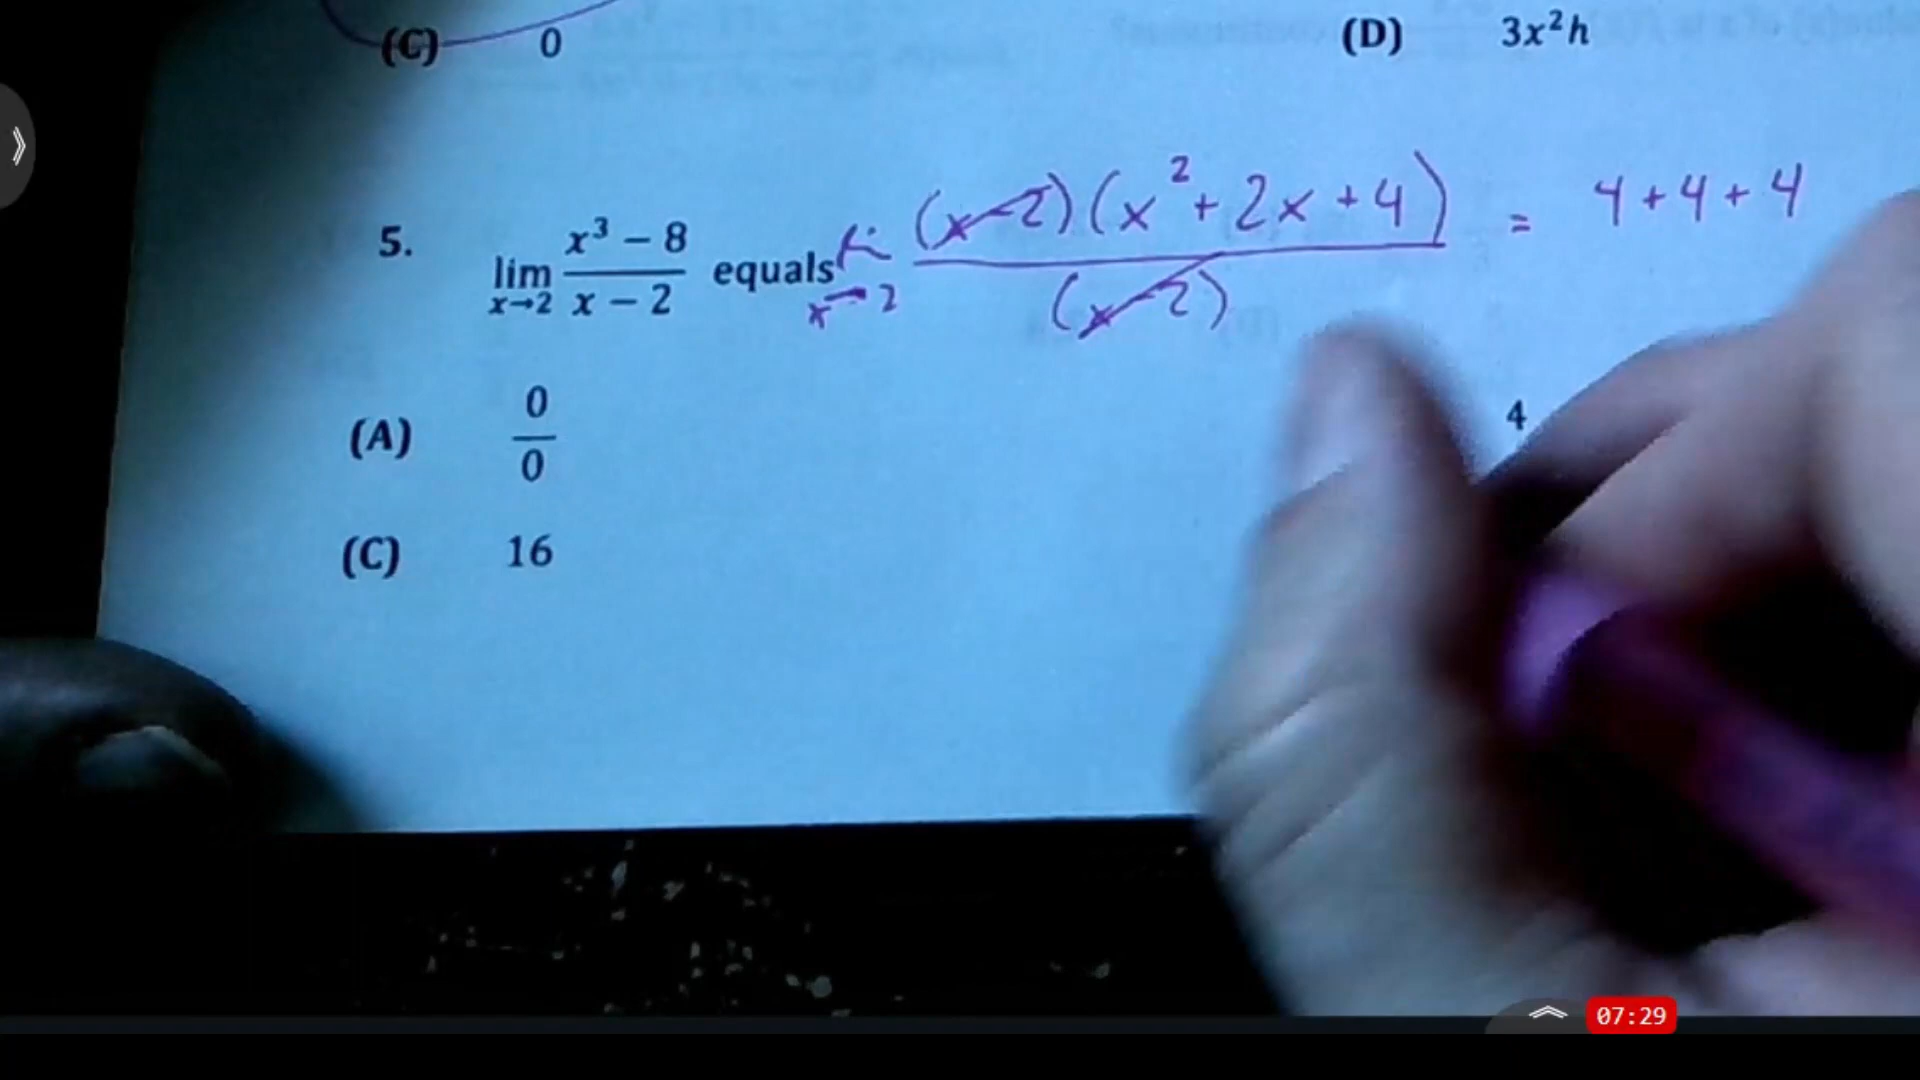 (C) 0 (D) 3x²h
5. lim x→2 x³ − 8 / x − 2 equals lim x→2 (x-2)(x²+2x+4) / (x-2) = 4+4+4
(A) 0/0 4
(C) 16
07:29